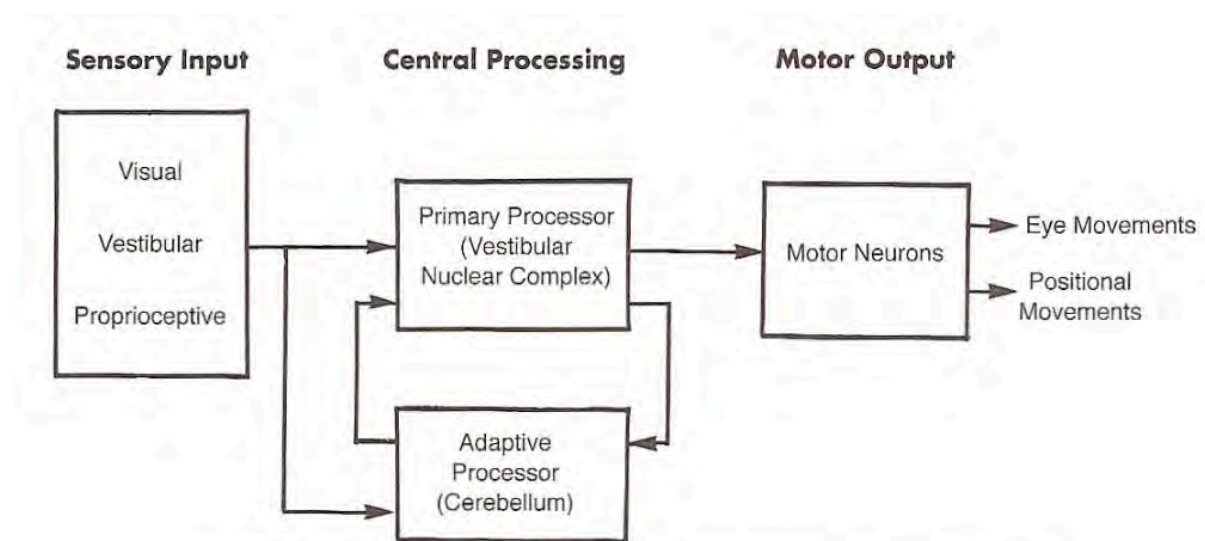 Sensory Input
Central Processing
Motor Output
Visual
Vestibular
Proprioceptive
Primary Processor
(Vestibular
Nuclear Complex)
Adaptive
Processor
(Cerebellum)
Motor Neurons
Eye Movements
Positional
Movements